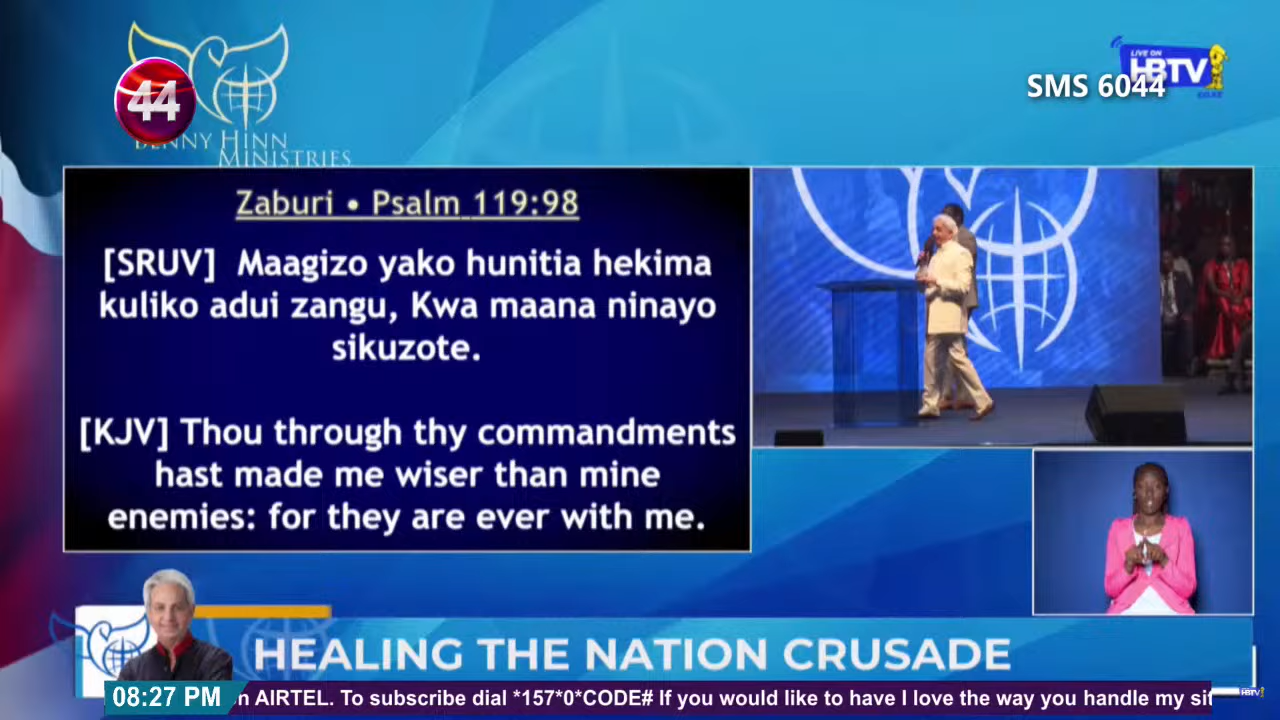 44
BENNY HINN
MINISTRIES
SMS 6044
LIVE ON
HBTV
Zaburi • Psalm 119:98
[SRUV] Maagizo yako hunitia hekima
kuliko adui zangu, Kwa maana ninayo
sikuzote.
[KJV] Thou through thy commandments
hast made me wiser than mine
enemies: for they are ever with me.
HEALING THE NATION CRUSADE
08:27 PM
n AIRTEL. To subscribe dial *157*0*CODE# If you would like to have I love the way you handle my sit
HBTV